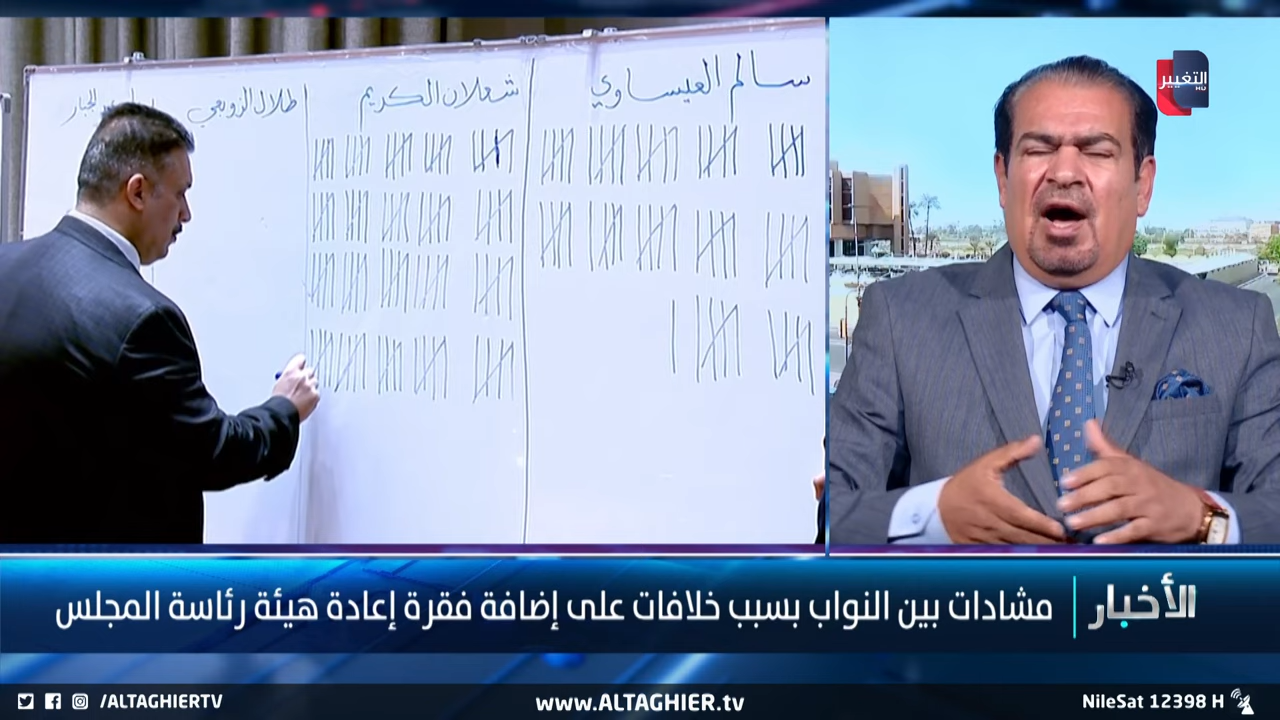 سالم العيساوي
شعلان الكريم
طلال الزوبعي
التغيير
HD
الأخبار
مشادات بين النواب بسبب خلافات على إضافة فقرة إعادة هيئة رئاسة المجلس
/ALTAGHIERTV
www.ALTAGHIER.tv
NileSat 12398 H